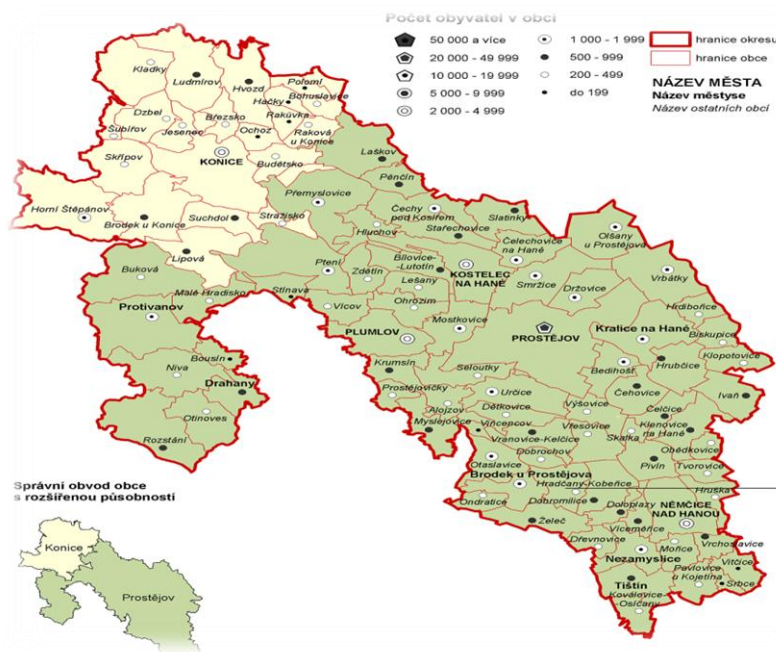 Počet obyvatel v obci
50 000 a více
20 000 - 49 999
10 000 - 19 999
5 000 - 9 999
2 000 - 4 999
1 000 - 1 999
500 - 999
200 - 499
do 199
hranice okresu
hranice obce
NÁZEV MĚSTA
Název městyse
Název ostatních obcí
Kladky
Ludmírov
Hvozd
Polomí
Bohuslavice
Hačky
Rakůvka
Dzbel
Jesenec
Březsko
Ochoz
Raková
u Konice
Šubířov
Skřípov
KONICE
Budětsko
Laškov
Pěnčín
Přemyslovice
Horní Štěpánov
Brodek u Konice
Suchdol
Stražisko
Čechy
pod Kosířem
Slatinky
Hluchov
Stařechovice
Olšany
u Prostějova
Lipová
Čelechovice
na Hané
Buková
Ptení
Zdětín
Bílovice-
Lutotín
KOSTELEC
NA HANÉ
Smržice
Vrbátky
Lešany
Držovice
Malé Hradisko
Stínava
Protivanov
Vícov
Ohrozim
Mostkovice
Hrdibořice
PLUMLOV
PROSTĚJOV
Kralice na Hané
Biskupice
Klopotovice
Bousín
Niva
Krumsín
Seloutky
Bedihošť
Hrubčice
Drahany
Prostějovičky
Určice
Čehovice
Ivaň
Otinoves
Alojzov
Dětkovice
Výšovice
Čelčice
Myslejovice
Vincencov
Vřesovice
Klenovice
na Hané
Rozstání
Vranovice-Kelčice
Skalka
Obědkovice
Dobrochov
Pivín
Tvorovice
Otaslavice
Brodek u Prostějova
Hradčany-Kobeřice
Hruška
Ondratice
Dobromilice
Doloplazy
NĚMČICE
NAD HANOU
Želeč
Víceměřice
Dřevnovice
Mořice
Vrchoslavice
Nezamyslice
Pavlovice
u Kojetína
Vitčice
Srbce
Tištín
Koválovice-
Osíčany
Správní obvod obce
s rozšířenou působností
Konice
Prostějov